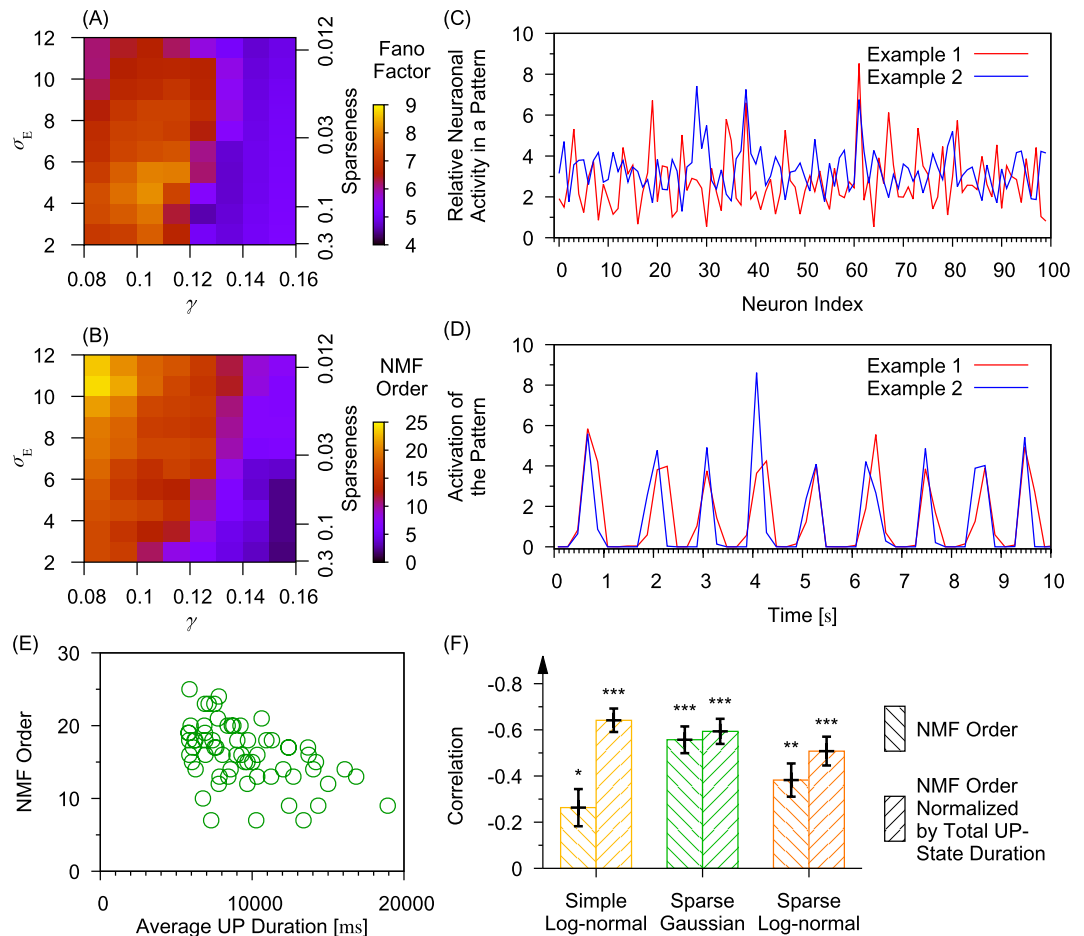 (A)
12
10
8
6
4
2
σE
0.08
0.1
0.12
0.14
0.16
γ
0.012
0.03
0.1
0.3
Sparseness
Fano
Factor
9
8
7
6
5
4
(C)
10
8
6
4
2
0
Relative Neuraonal
Activity in a Pattern
Example 1
Example 2
0
10
20
30
40
50
60
70
80
90
100
Neuron Index
(B)
12
10
8
6
4
2
σE
0.08
0.1
0.12
0.14
0.16
γ
0.012
0.03
0.1
0.3
Sparseness
NMF
Order
25
20
15
10
5
0
(D)
10
8
6
4
2
0
Activation of
the Pattern
Example 1
Example 2
0
1
2
3
4
5
6
7
8
9
10
Time [s]
(E)
30
20
10
0
NMF Order
0
10000
20000
Average UP Duration [ms]
(F)
-0.8
-0.6
-0.4
-0.2
0
Correlation
*
***
***
***
**
***
Simple
Log-normal
Sparse
Gaussian
Sparse
Log-normal
NMF Order
NMF Order
Normalized
by Total UP-
State Duration